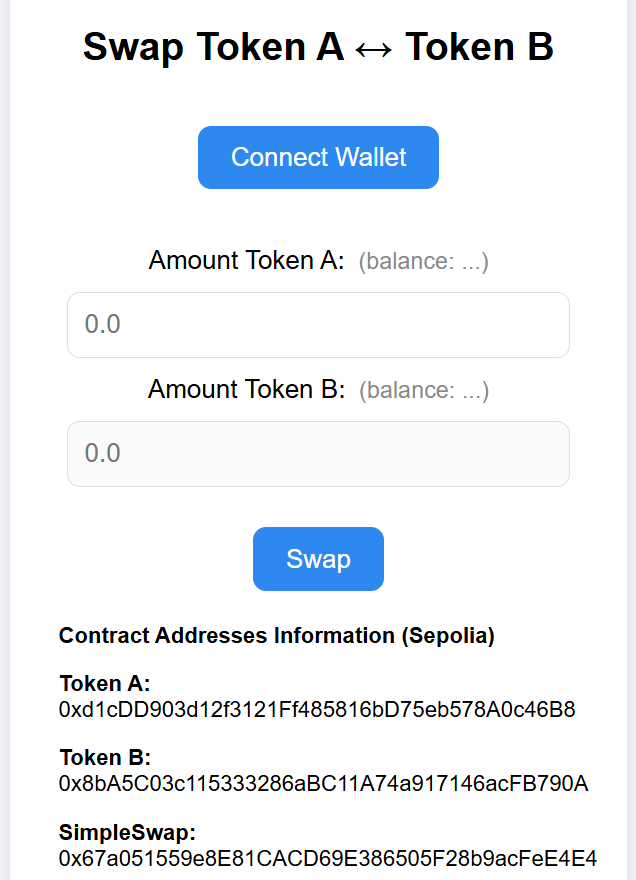 Swap Token A ↔ Token B
Connect Wallet
Amount Token A: (balance: ...)
0.0
Amount Token B: (balance: ...)
0.0
Swap
Contract Addresses Information (Sepolia)
Token A:
0xd1cDD903d12f3121Ff485816bD75eb578A0c46B8
Token B:
0x8bA5C03c115333286aBC11A74a917146acFB790A
SimpleSwap:
0x67a051559e8E81CACD69E386505F28b9acFeE4E4